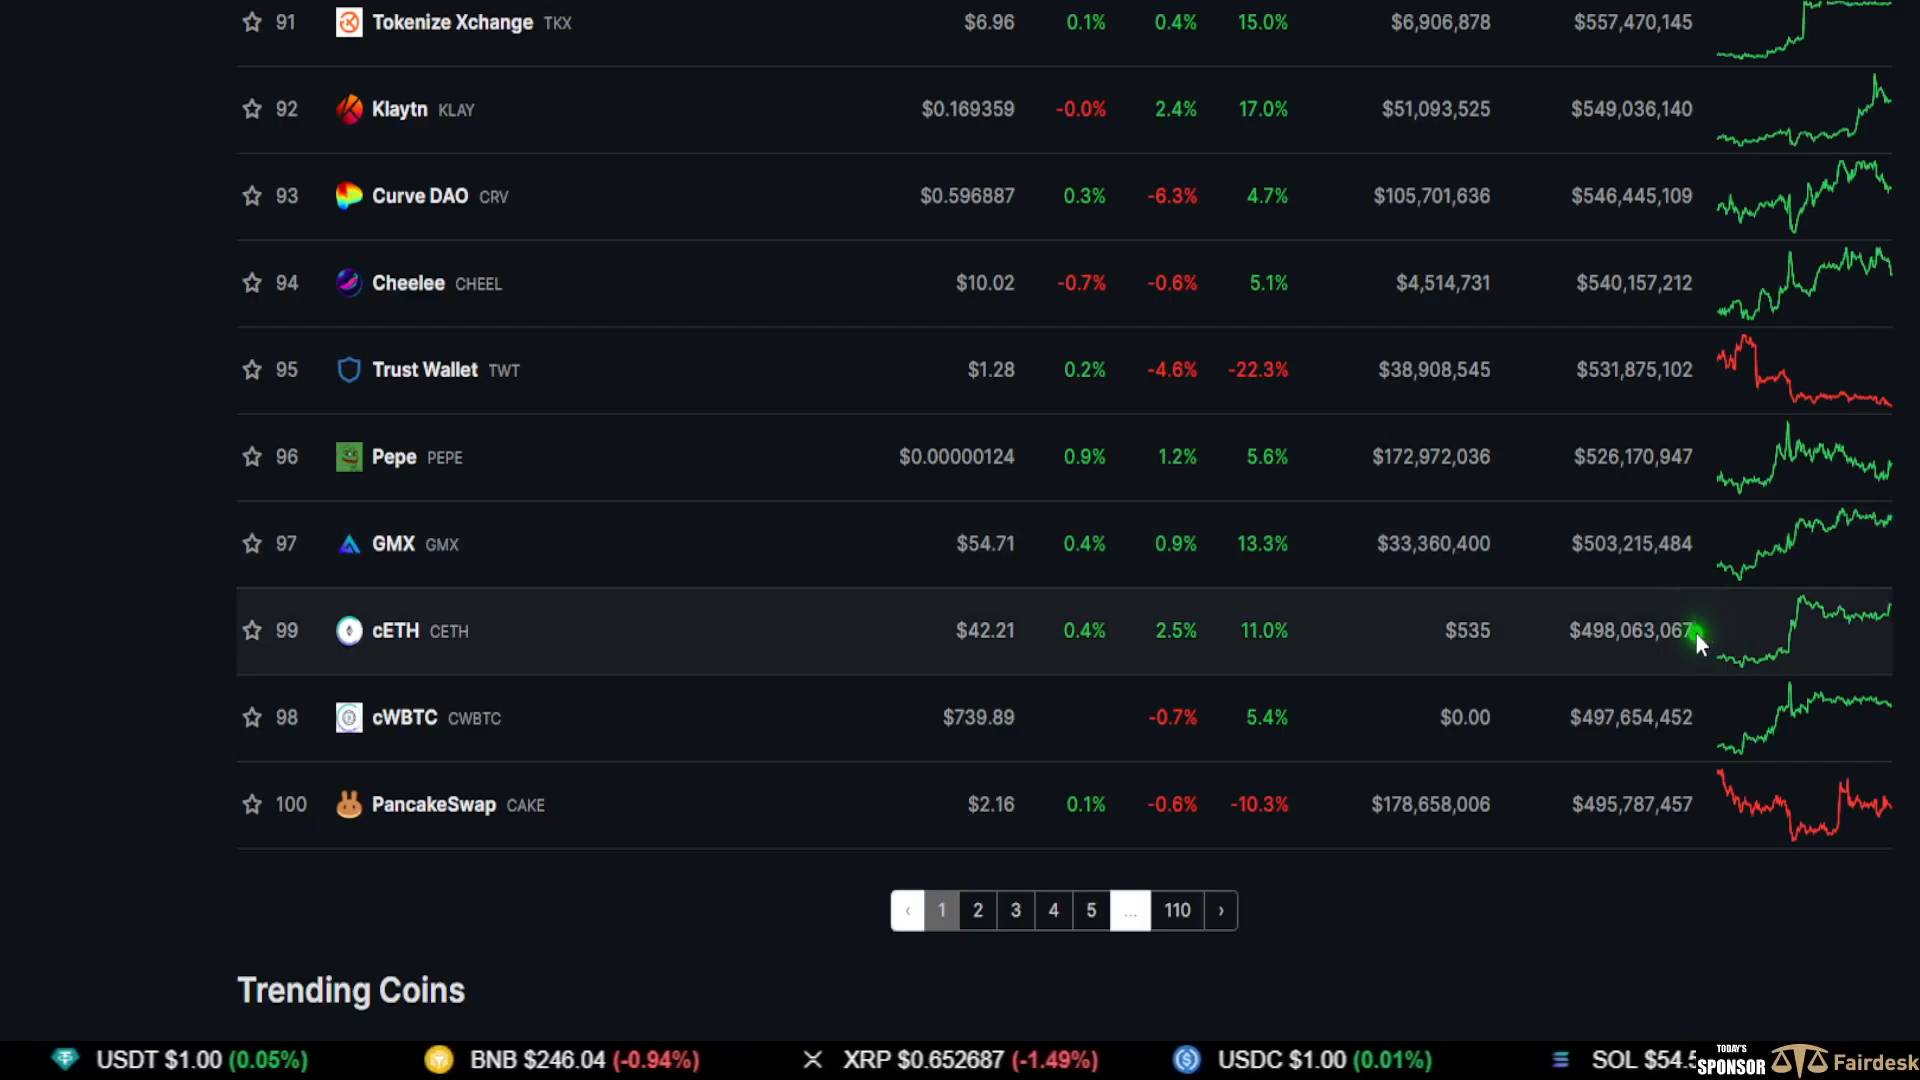 91 Tokenize Xchange TKX $6.96 0.1% 0.4% 15.0% $6,906,878 $557,470,145
92 Klaytn KLAY $0.169359 -0.0% 2.4% 17.0% $51,093,525 $549,036,140
93 Curve DAO CRV $0.596887 0.3% -6.3% 4.7% $105,701,636 $546,445,109
94 Cheelee CHEEL $10.02 -0.7% -0.6% 5.1% $4,514,731 $540,157,212
95 Trust Wallet TWT $1.28 0.2% -4.6% -22.3% $38,908,545 $531,875,102
96 Pepe PEPE $0.00000124 0.9% 1.2% 5.6% $172,972,036 $526,170,947
97 GMX GMX $54.71 0.4% 0.9% 13.3% $33,360,400 $503,215,484
99 cETH CETH $42.21 0.4% 2.5% 11.0% $535 $498,063,067
98 cWBTC CWBTC $739.89 -0.7% 5.4% $0.00 $497,654,452
100 PancakeSwap CAKE $2.16 0.1% -0.6% -10.3% $178,658,006 $495,787,457
‹ 1 2 3 4 5 ... 110 ›
Trending Coins
USDT $1.00 (0.05%) BNB $246.04 (-0.94%) XRP $0.652687 (-1.49%) USDC $1.00 (0.01%) SOL
TODAY'S
SPONSOR
Fairdesk